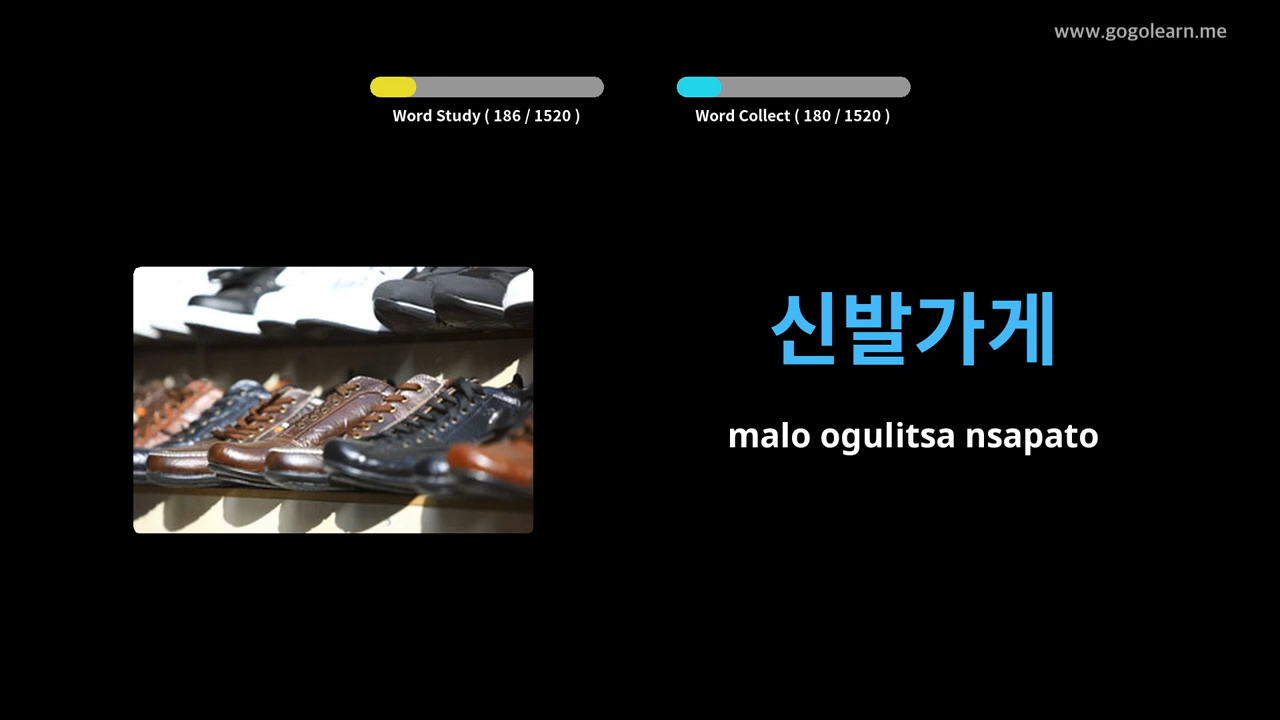 www.gogolearn.me
Word Study ( 186 / 1520 )
Word Collect ( 180 / 1520 )
신발가게
malo ogulitsa nsapato